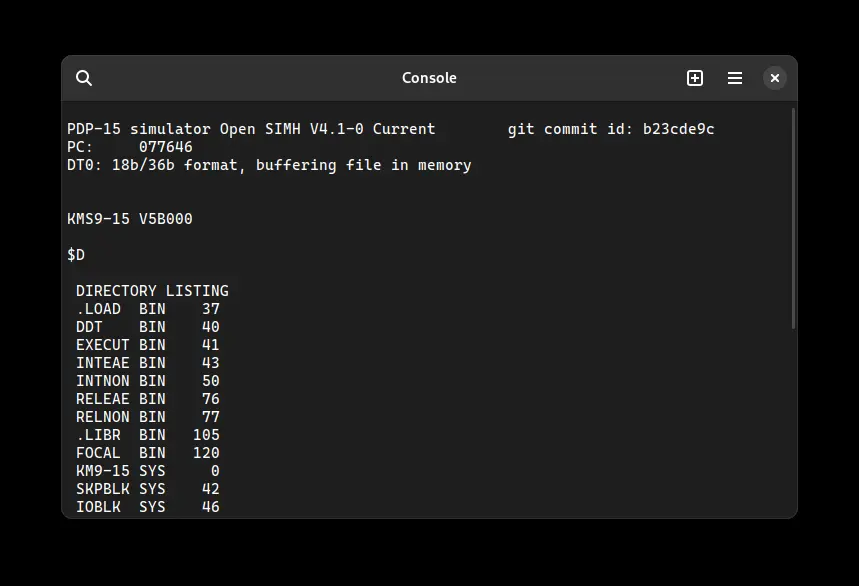 Console
PDP-15 simulator Open SIMH V4.1-0 Current        git commit id: b23cde9c
PC:     077646
DT0: 18b/36b format, buffering file in memory
KMS9-15 V5B000
$D
DIRECTORY LISTING
.LOAD  BIN    37
DDT    BIN    40
EXECUT BIN    41
INTEAE BIN    43
INTNON BIN    50
RELEAE BIN    76
RELNON BIN    77
.LIBR  BIN   105
FOCAL  BIN   120
KM9-15 SYS     0
SKPBLK SYS    42
IOBLK  SYS    46